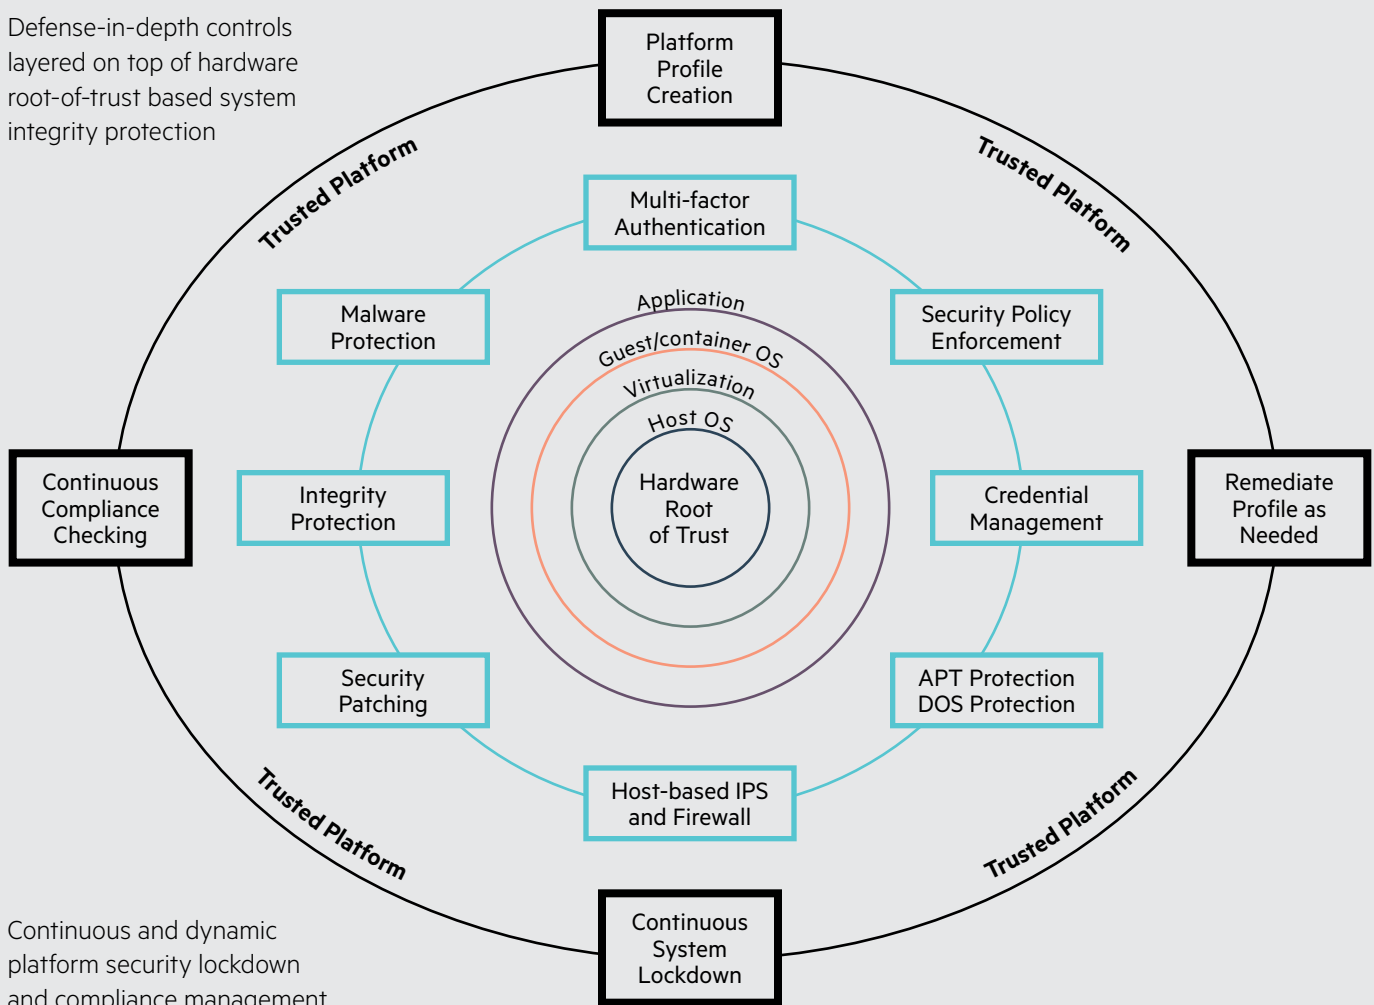 Defense-in-depth controls
layered on top of hardware
root-of-trust based system
integrity protection
Platform
Profile
Creation
Trusted Platform
Trusted Platform
Multi-factor
Authentication
Malware
Protection
Security Policy
Enforcement
Application
Guest/container OS
Virtualization
Host OS
Hardware
Root
of Trust
Continuous
Compliance
Checking
Integrity
Protection
Credential
Management
Remediate
Profile as
Needed
Security
Patching
APT Protection
DOS Protection
Host-based IPS
and Firewall
Trusted Platform
Trusted Platform
Continuous
System
Lockdown
Continuous and dynamic
platform security lockdown
and compliance management